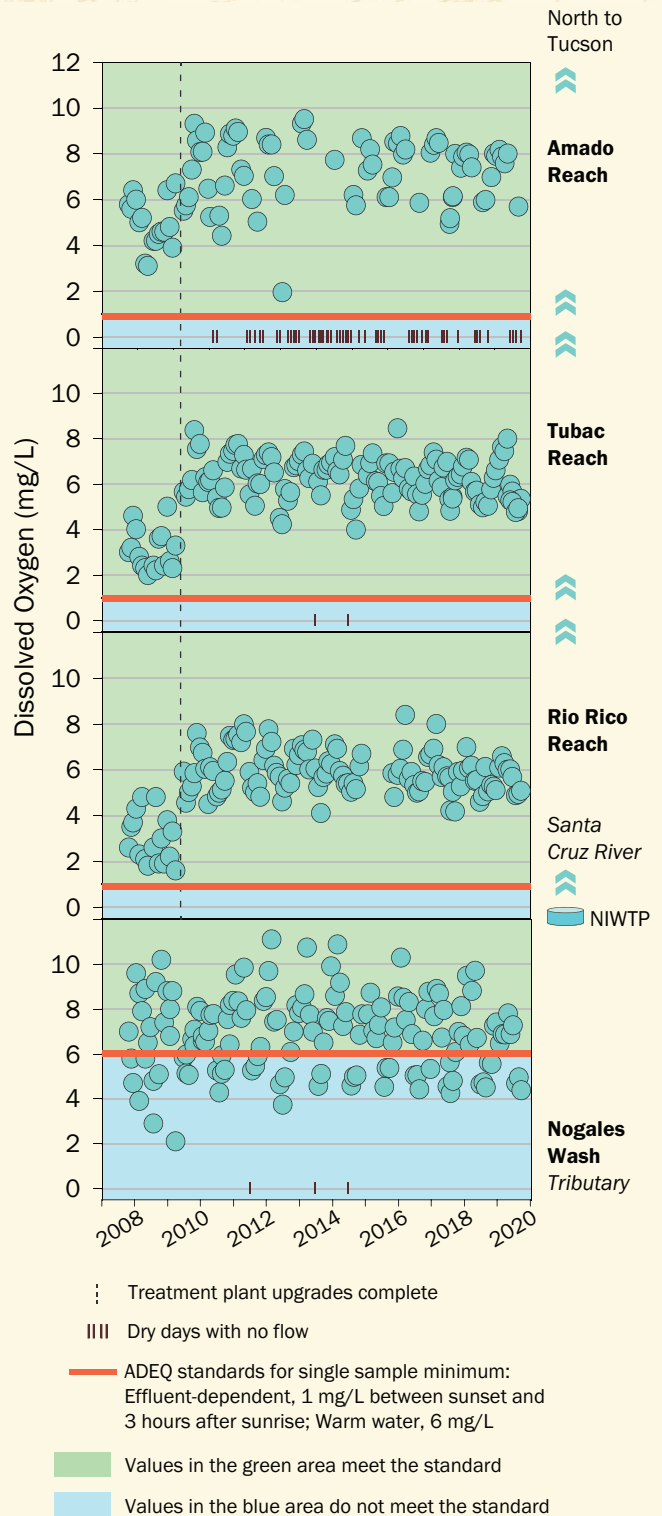 North to
Tucson
Dissolved Oxygen (mg/L)
12
10
8
6
4
2
0
Amado
Reach
10
8
6
4
2
0
Tubac
Reach
10
8
6
4
2
0
Rio Rico
Reach
Santa
Cruz River
NIWTP
10
8
6
4
2
0
Nogales
Wash
Tributary
2008 2010 2012 2014 2016 2018 2020
Treatment plant upgrades complete
Dry days with no flow
ADEQ standards for single sample minimum:
Effluent-dependent, 1 mg/L between sunset and
3 hours after sunrise; Warm water, 6 mg/L
Values in the green area meet the standard
Values in the blue area do not meet the standard